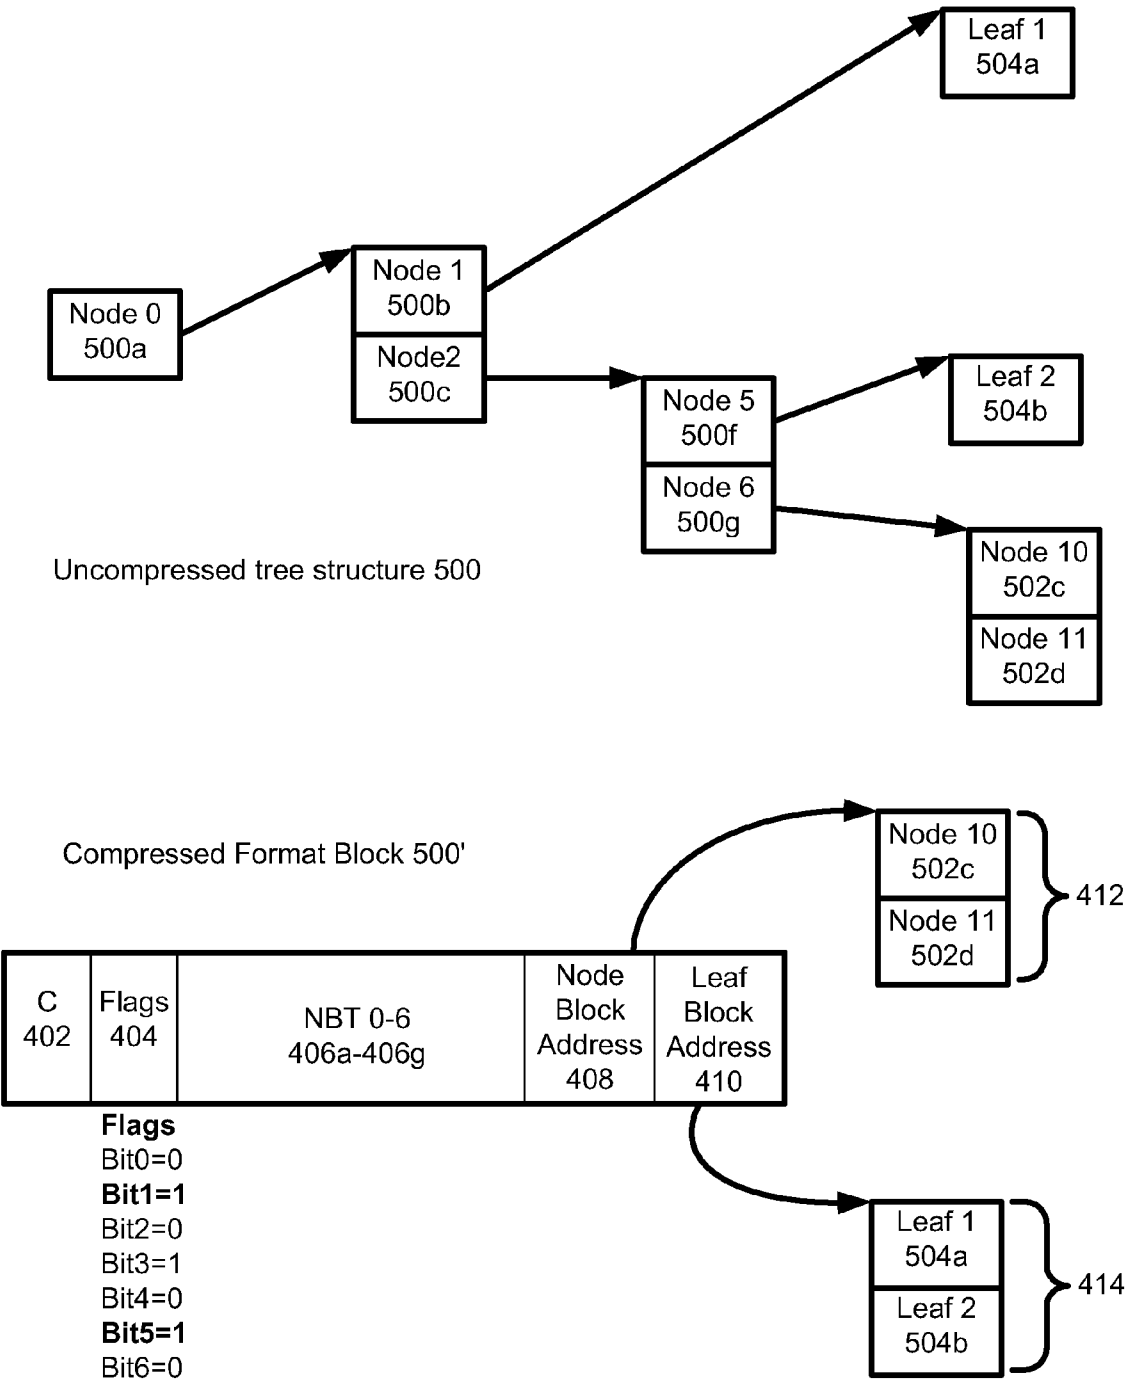 Leaf 1
504a
Node 0
500a
Node 1
500b
Node2
500c
Node 5
500f
Node 6
500g
Leaf 2
504b
Node 10
502c
Node 11
502d
Uncompressed tree structure 500
Compressed Format Block 500'
Node 10
502c
Node 11
502d
412
C
402
Flags
404
NBT 0-6
406a-406g
Node
Block
Address
408
Leaf
Block
Address
410
Flags
Bit0=0
Bit1=1
Bit2=0
Bit3=1
Bit4=0
Bit5=1
Bit6=0
Leaf 1
504a
Leaf 2
504b
414